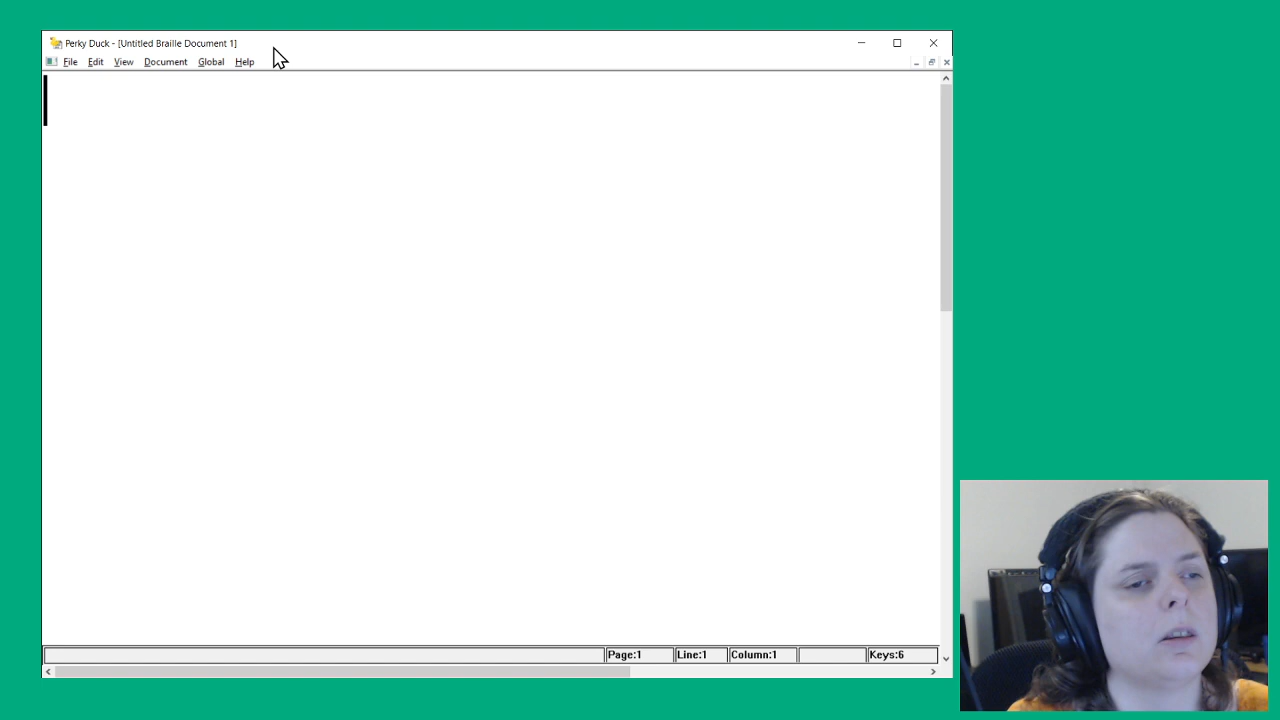 Perky Duck - [Untitled Braille Document 1]
File Edit View Document Global Help
Page:1 Line:1 Column:1 Keys:6